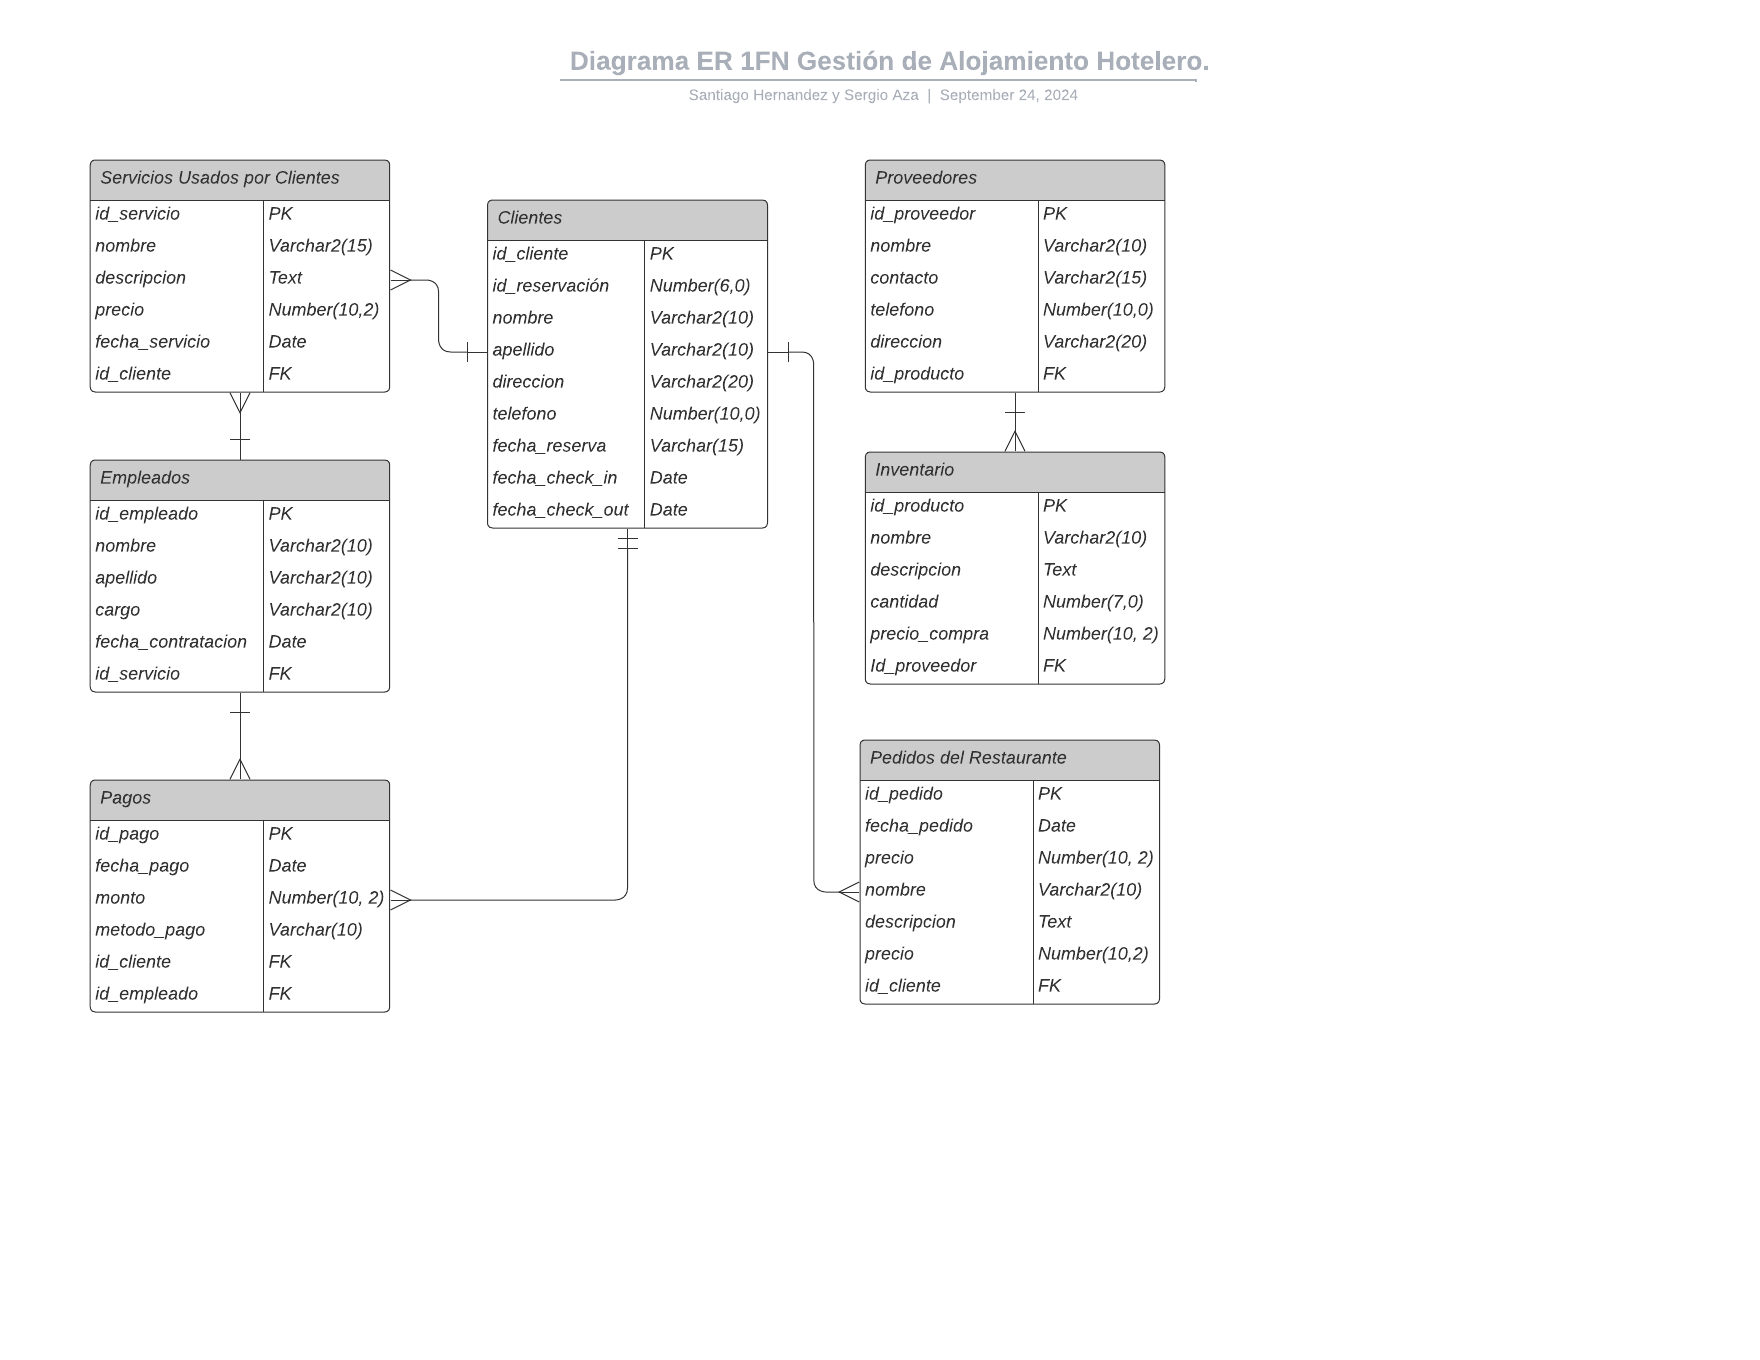 Diagrama ER 1FN Gestión de Alojamiento Hotelero.
Santiago Hernandez y Sergio Aza | September 24, 2024
Servicios Usados por Clientes
id_servicio PK
nombre Varchar2(15)
descripcion Text
precio Number(10,2)
fecha_servicio Date
id_cliente FK
Empleados
id_empleado PK
nombre Varchar2(10)
apellido Varchar2(10)
cargo Varchar2(10)
fecha_contratacion Date
id_servicio FK
Pagos
id_pago PK
fecha_pago Date
monto Number(10, 2)
metodo_pago Varchar(10)
id_cliente FK
id_empleado FK
Clientes
id_cliente PK
id_reservación Number(6,0)
nombre Varchar2(10)
apellido Varchar2(10)
direccion Varchar2(20)
telefono Number(10,0)
fecha_reserva Varchar(15)
fecha_check_in Date
fecha_check_out Date
Proveedores
id_proveedor PK
nombre Varchar2(10)
contacto Varchar2(15)
telefono Number(10,0)
direccion Varchar2(20)
id_producto FK
Inventario
id_producto PK
nombre Varchar2(10)
descripcion Text
cantidad Number(7,0)
precio_compra Number(10, 2)
Id_proveedor FK
Pedidos del Restaurante
id_pedido PK
fecha_pedido Date
precio Number(10, 2)
nombre Varchar2(10)
descripcion Text
precio Number(10,2)
id_cliente FK